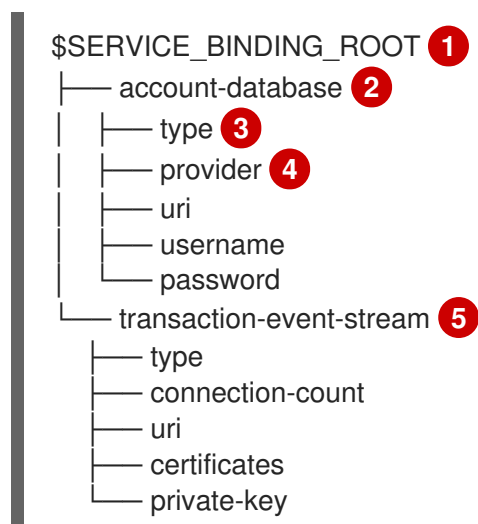 $SERVICE_BINDING_ROOT 1
├── account-database 2
│   ├── type 3
│   ├── provider 4
│   ├── uri
│   ├── username
│   └── password
└── transaction-event-stream 5
    ├── type
    ├── connection-count
    ├── uri
    ├── certificates
    └── private-key